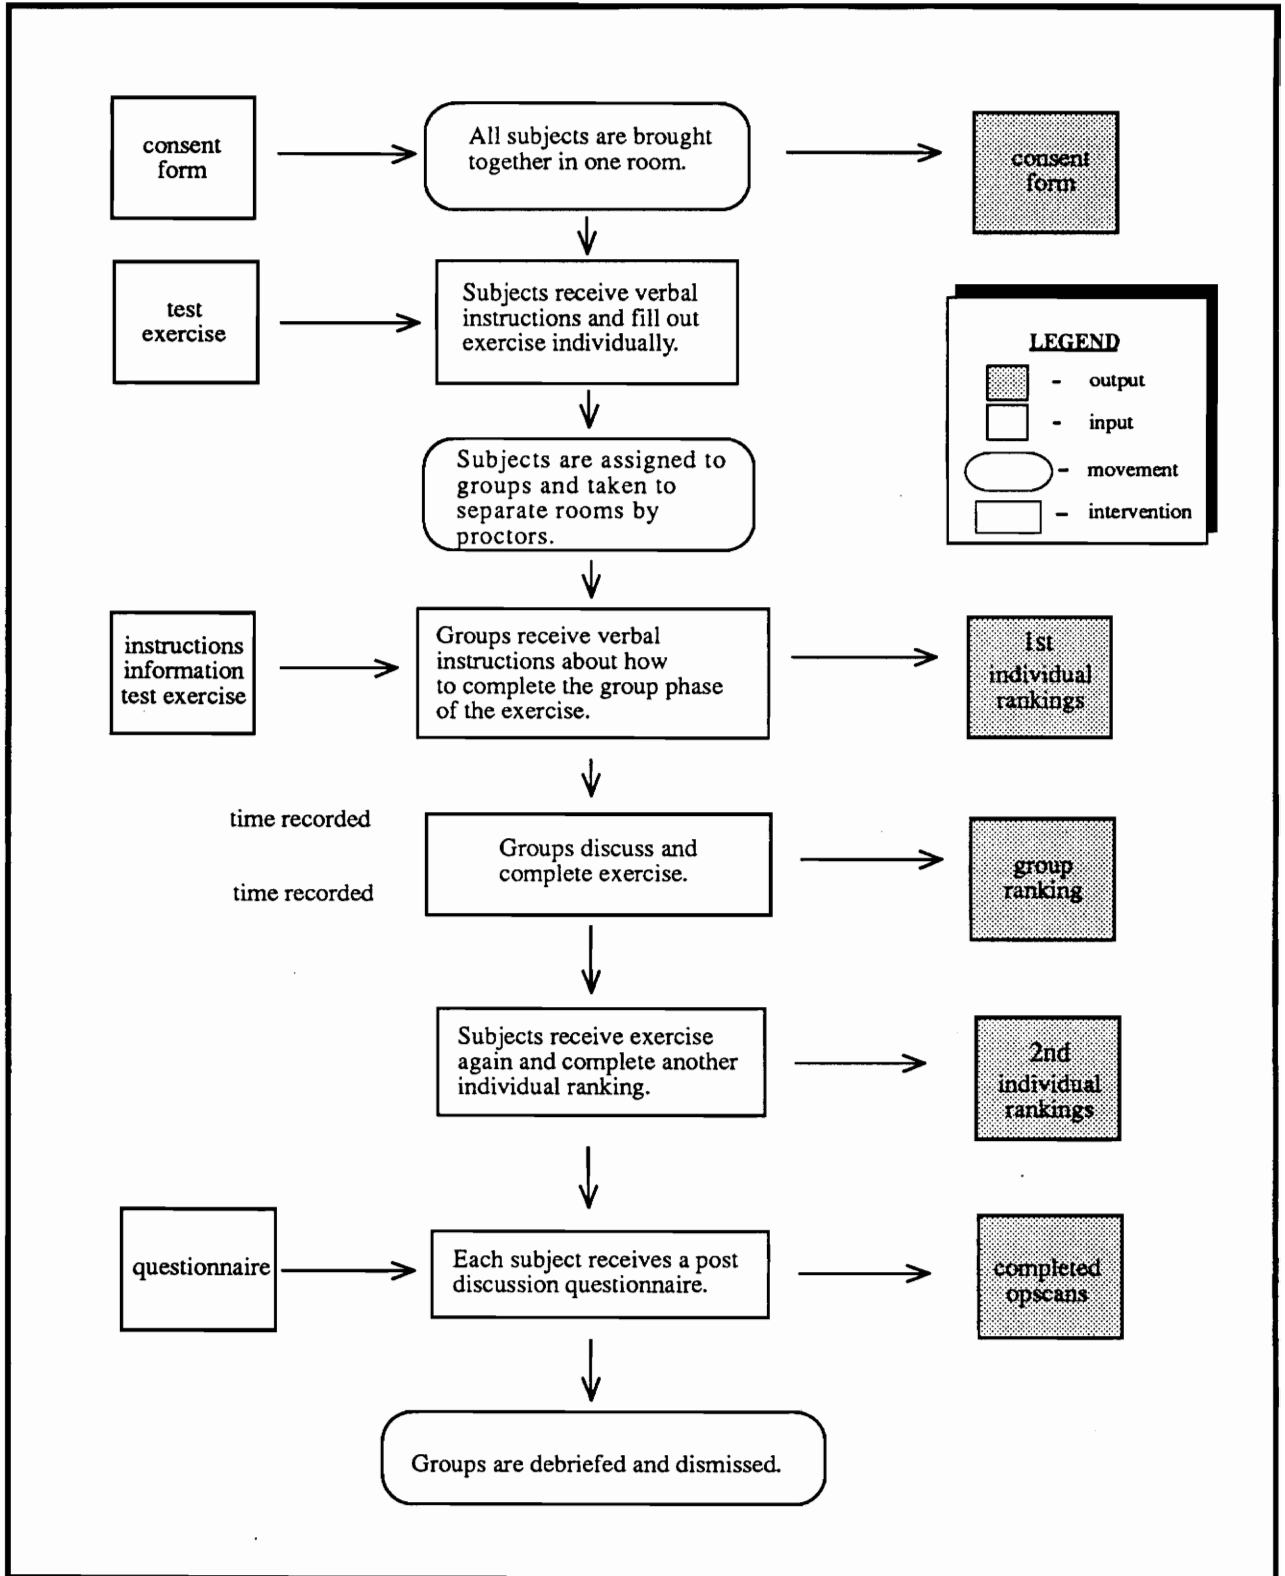 consent
form
All subjects are brought
together in one room.
consent
form
test
exercise
Subjects receive verbal
instructions and fill out
exercise individually.
LEGEND
- output
- input
- movement
- intervention
Subjects are assigned to
groups and taken to
separate rooms by
proctors.
instructions
information
test exercise
Groups receive verbal
instructions about how
to complete the group phase
of the exercise.
1st
individual
rankings
time recorded
time recorded
Groups discuss and
complete exercise.
group
ranking
Subjects receive exercise
again and complete another
individual ranking.
2nd
individual
rankings
questionnaire
Each subject receives a post
discussion questionnaire.
completed
opscans
Groups are debriefed and dismissed.